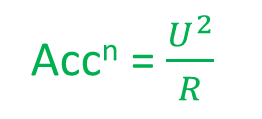 Accⁿ = U²/R